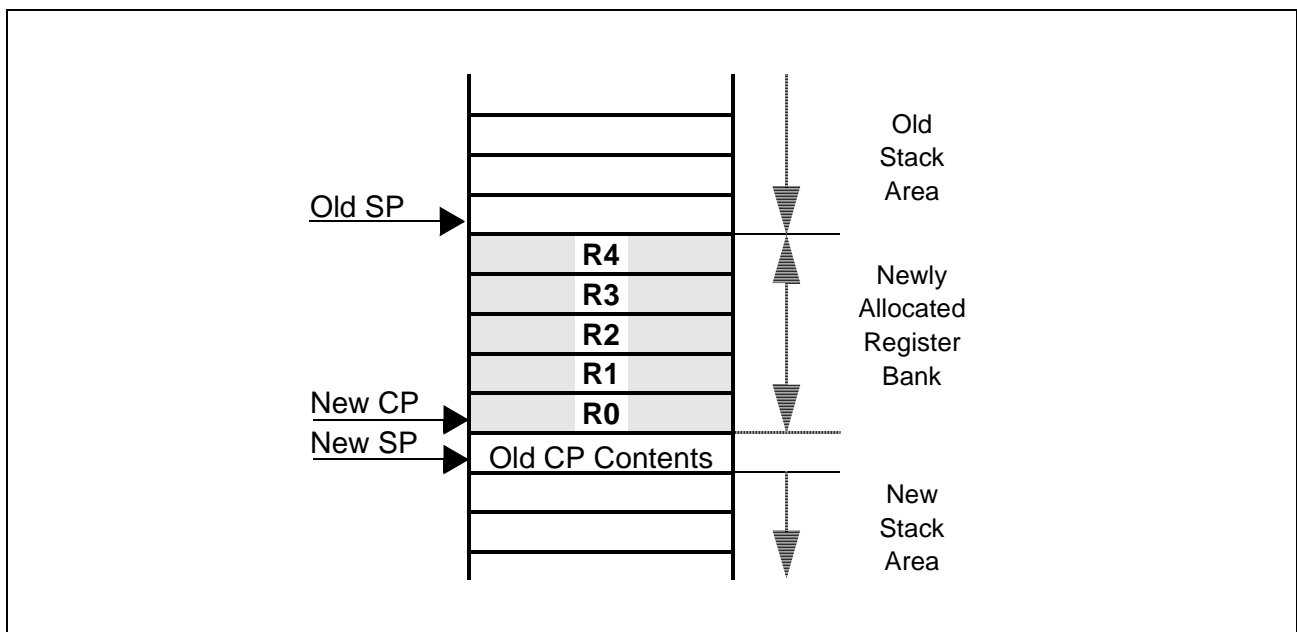 Old
Stack
Area
Old SP
R4
R3
R2
R1
R0
Newly
Allocated
Register
Bank
New CP
New SP
Old CP Contents
New
Stack
Area